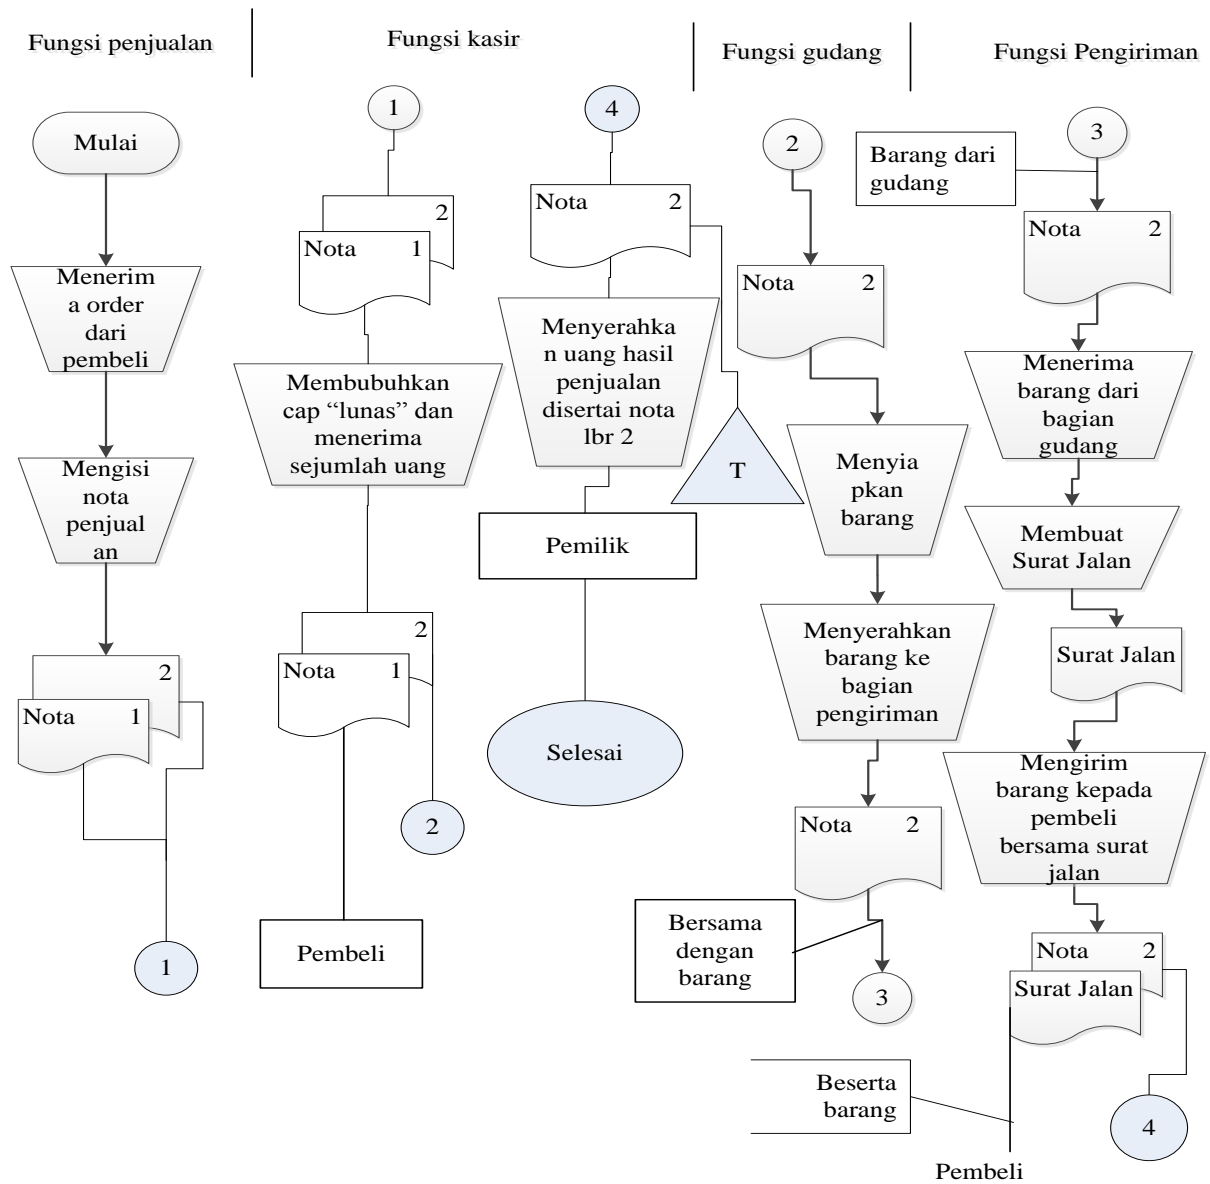 Fungsi penjualan
Fungsi kasir
Fungsi gudang
Fungsi Pengiriman
Mulai
Menerim
a order
dari
pembeli
Mengisi
nota
penjual
an
2
Nota 1
1
1
2
Nota 1
Membubuhkan
cap “lunas” dan
menerima
sejumlah uang
2
Nota 1
2
Pembeli
4
Nota 2
Menyerahka
n uang hasil
penjualan
disertai nota
lbr 2
T
Pemilik
Selesai
2
Nota 2
Menyia
pkan
barang
Menyerahkan
barang ke
bagian
pengiriman
Nota 2
Bersama
dengan
barang
3
3
Barang dari
gudang
Nota 2
Menerima
barang dari
bagian
gudang
Membuat
Surat Jalan
Surat Jalan
Mengirim
barang kepada
pembeli
bersama surat
jalan
Nota 2
Surat Jalan
Beserta
barang
4
Pembeli